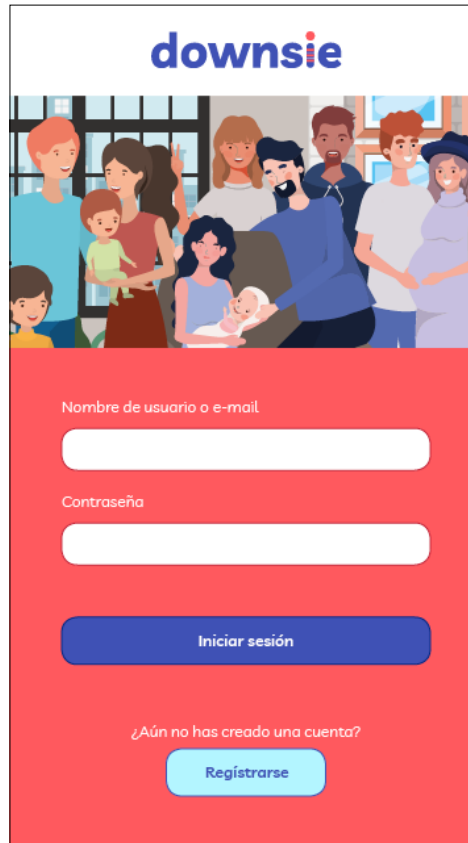 downsie
Nombre de usuario o e-mail
Contraseña
Iniciar sesión
¿Aún no has creado una cuenta?
Regístrarse